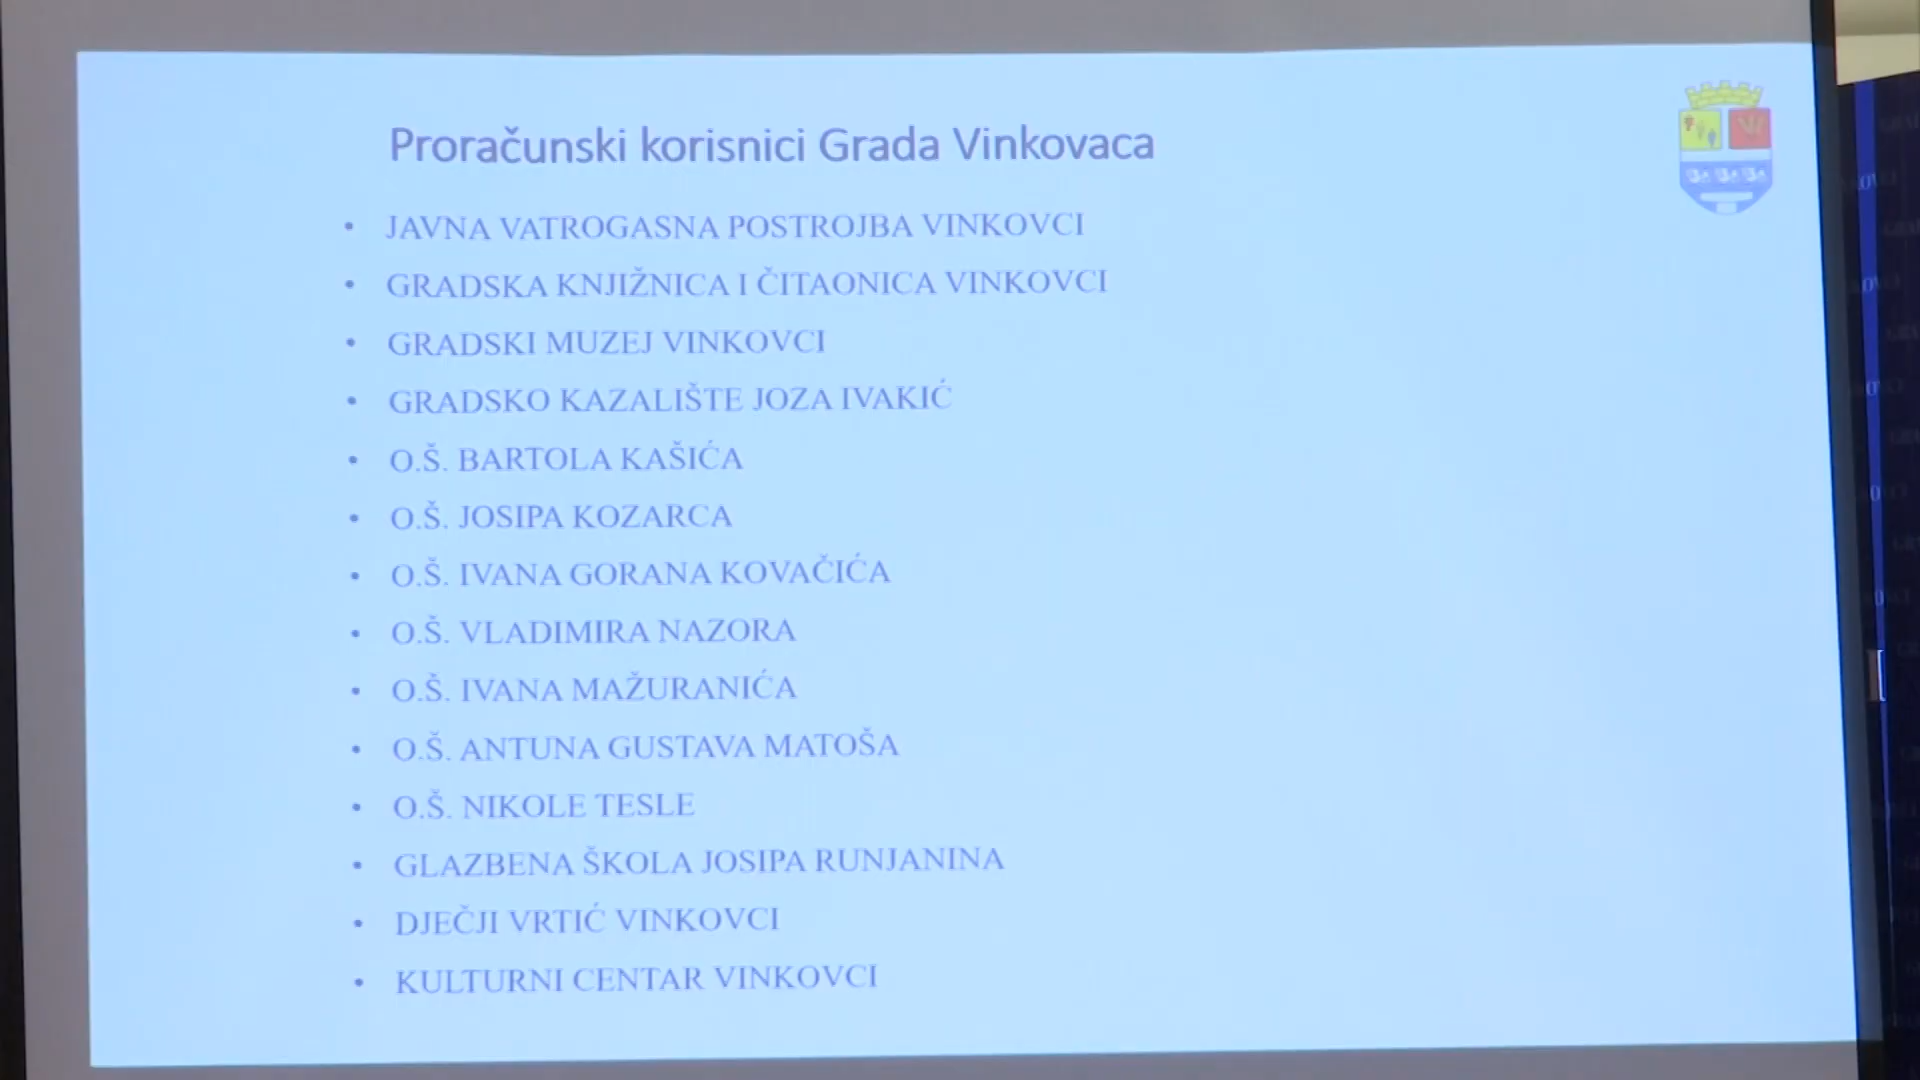 Proračunski korisnici Grada Vinkovaca
• JAVNA VATROGASNA POSTROJBA VINKOVCI
• GRADSKA KNJIŽNICA I ČITAONICA VINKOVCI
• GRADSKI MUZEJ VINKOVCI
• GRADSKO KAZALIŠTE JOZA IVAKIĆ
• O.Š. BARTOLA KAŠIĆA
• O.Š. JOSIPA KOZARCA
• O.Š. IVANA GORANA KOVAČIĆA
• O.Š. VLADIMIRA NAZORA
• O.Š. IVANA MAŽURANIĆA
• O.Š. ANTUNA GUSTAVA MATOŠA
• O.Š. NIKOLE TESLE
• GLAZBENA ŠKOLA JOSIPA RUNJANINA
• DJEČJI VRTIĆ VINKOVCI
• KULTURNI CENTAR VINKOVCI